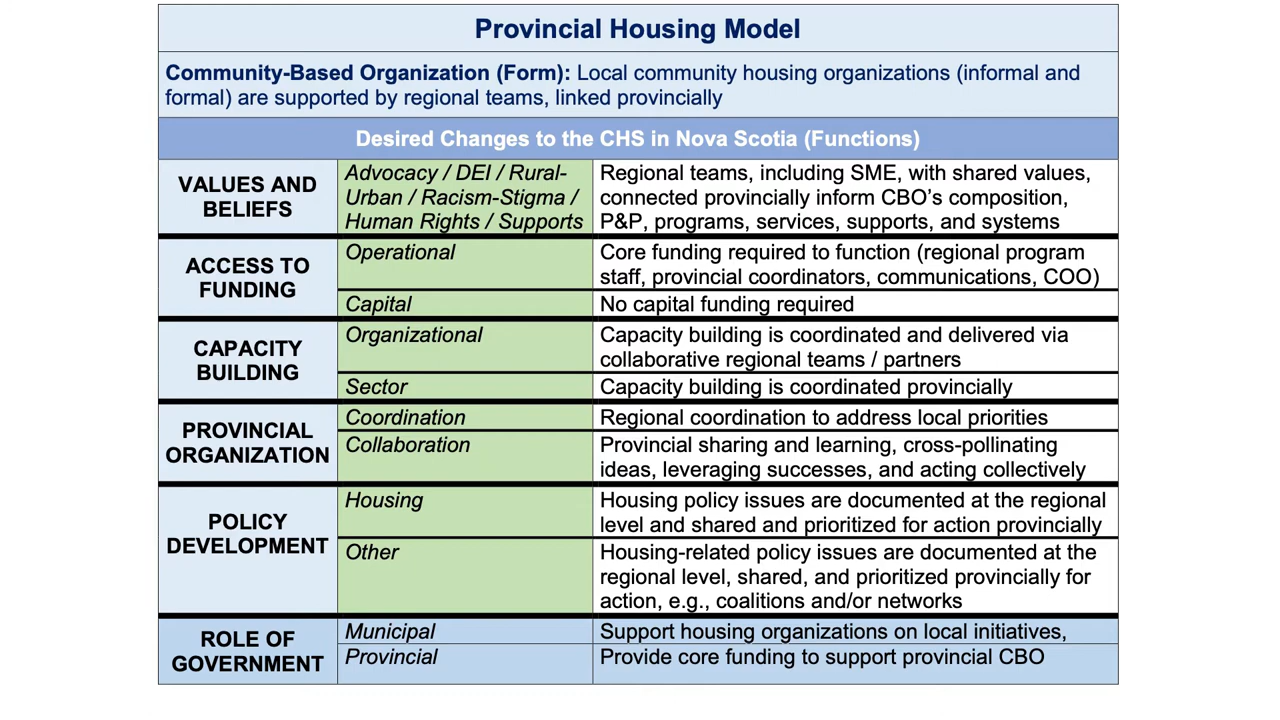 Provincial Housing Model
Community-Based Organization (Form): Local community housing organizations (informal and
formal) are supported by regional teams, linked provincially
Desired Changes to the CHS in Nova Scotia (Functions)
VALUES AND
BELIEFS
Advocacy / DEI / Rural-
Urban / Racism-Stigma /
Human Rights / Supports
Regional teams, including SME, with shared values,
connected provincially inform CBO's composition,
P&P, programs, services, supports, and systems
ACCESS TO
FUNDING
Operational
Core funding required to function (regional program
staff, provincial coordinators, communications, COO)
Capital
No capital funding required
CAPACITY
BUILDING
Organizational
Capacity building is coordinated and delivered via
collaborative regional teams / partners
Sector
Capacity building is coordinated provincially
PROVINCIAL
ORGANIZATION
Coordination
Regional coordination to address local priorities
Collaboration
Provincial sharing and learning, cross-pollinating
ideas, leveraging successes, and acting collectively
POLICY
DEVELOPMENT
Housing
Housing policy issues are documented at the regional
level and shared and prioritized for action provincially
Other
Housing-related policy issues are documented at the
regional level, shared, and prioritized provincially for
action, e.g., coalitions and/or networks
ROLE OF
GOVERNMENT
Municipal
Support housing organizations on local initiatives,
Provincial
Provide core funding to support provincial CBO